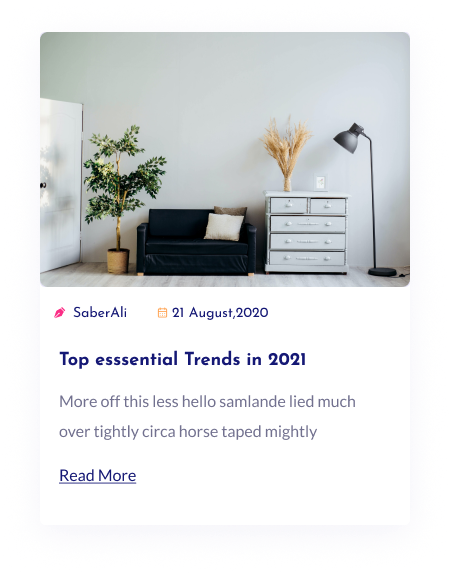 SaberAli
21 August,2020
Top esssential Trends in 2021
More off this less hello samlande lied much
over tightly circa horse taped mightly
Read More